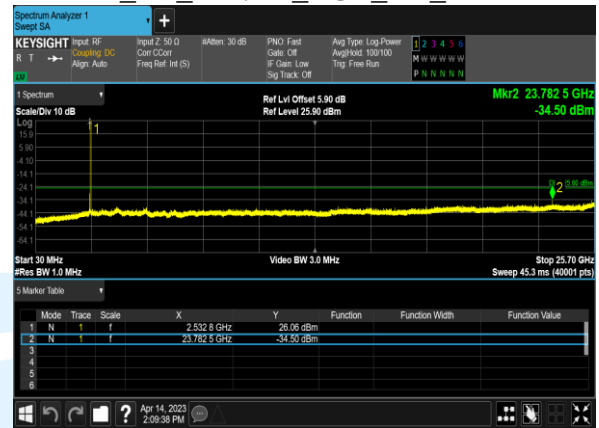 Spectrum Analyzer 1
Swept SA
KEYSIGHT Input: RF Input Z: 50 Ω #Atten: 30 dB PNO: Fast Avg Type: Log-Power 1 2 3 4 5 6
R T Coupling: DC Corr CCorr Gate: Off Avg|Hold: 100/100 M W W W W W
Align: Auto Freq Ref: Int (S) IF Gain: Low Trig: Free Run
Sig Track: Off P N N N N N
1 Spectrum
Ref Lvl Offset 5.90 dB Mkr2 23.782 5 GHz
Scale/Div 10 dB Ref Level 25.90 dBm -34.50 dBm
Log
1
15.9
5.90
-4.10
-14.1
-24.1
2
-34.1
-44.1
-54.1
-64.1
Start 30 MHz Video BW 3.0 MHz Stop 25.70 GHz
#Res BW 1.0 MHz Sweep 45.3 ms (40001 pts)
5 Marker Table
Mode Trace Scale X Y Function Function Width Function Value
1 N 1 f 2.532 8 GHz 26.06 dBm
2 N 1 f 23.782 5 GHz -34.50 dBm
3
4
5
6
? Apr 14, 2023
2:09:38 PM